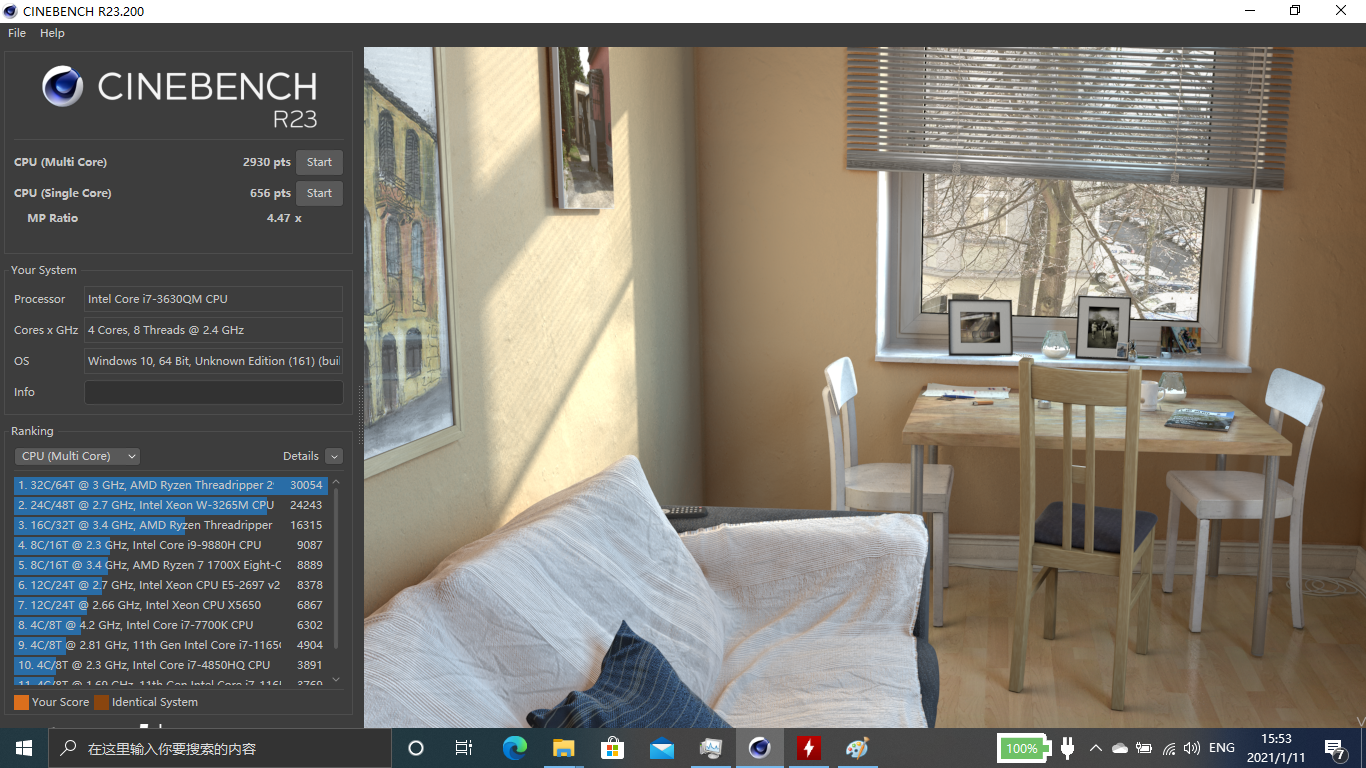 CINEBENCH R23.200
File Help
CINEBENCH
R23
CPU (Multi Core) 2930 pts Start
CPU (Single Core) 656 pts Start
MP Ratio 4.47 x
Your System
Processor Intel Core i7-3630QM CPU
Cores x GHz 4 Cores, 8 Threads @ 2.4 GHz
OS Windows 10, 64 Bit, Unknown Edition (161) (buil
Info
Ranking
CPU (Multi Core) Details
1. 32C/64T @ 3 GHz, AMD Ryzen Threadripper 2 30054
2. 24C/48T @ 2.7 GHz, Intel Xeon W-3265M CPU 24243
3. 16C/32T @ 3.4 GHz, AMD Ryzen Threadripper 16315
4. 8C/16T @ 2.3 GHz, Intel Core i9-9880H CPU 9087
5. 8C/16T @ 3.4 GHz, AMD Ryzen 7 1700X Eight-C 8889
6. 12C/24T @ 2.7 GHz, Intel Xeon CPU E5-2697 v2 8378
7. 12C/24T @ 2.66 GHz, Intel Xeon CPU X5650 6867
8. 4C/8T @ 4.2 GHz, Intel Core i7-7700K CPU 6302
9. 4C/8T @ 2.81 GHz, 11th Gen Intel Core i7-1165G 4904
10. 4C/8T @ 2.3 GHz, Intel Core i7-4850HQ CPU 3891
11. 4C/8T @ 1.69 GHz, 11th Gen Intel Core i7-116 3769
Your Score Identical System
在这里输入你要搜索的内容
100%
ENG
15:53
2021/1/11
7